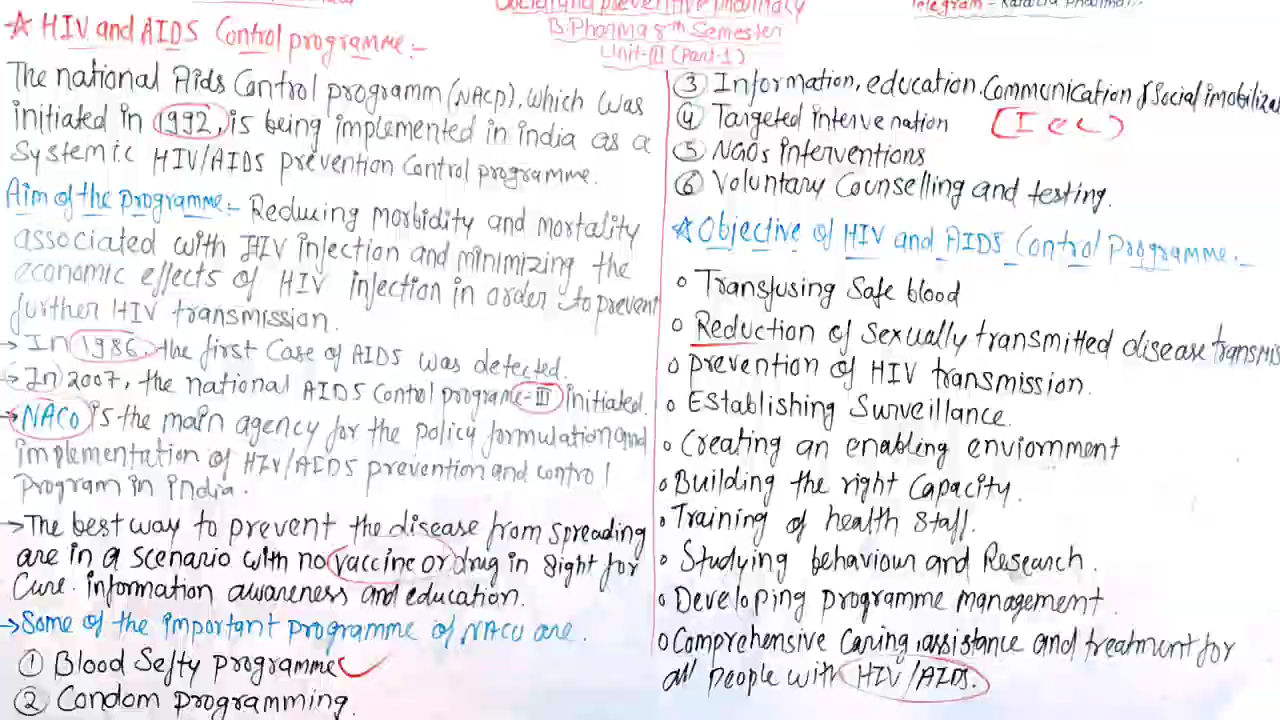 Social and preventive pharmacy
B.Pharma 8th Semester
Unit-III (Part-1)
Telegram -
☆ HIV and AIDS Control programme :-
The national Aids Control programm (NACP), which was
initiated in 1992, is being implemented in india as a
Systemic HIV/AIDS prevention Control programme.
Aim of the programme:- Reducing morbidity and mortality
associated with HIV injection and minimizing the
economic effects of HIV injection in order to prevent
further HIV transmission.
→ In 1986, the first case of AIDS was detected.
→ In 2007, the national AIDS Control programe-III initiated.
→ NACO is the main agency for the policy formulation and
implementation of HIV/AIDS prevention and control
Program in india.
→ The best way to prevent the disease from spreading
are in a scenario with no vaccine or drug in sight for
Cure. information awareness and education.
→ Some of the important programme of NACO are.
① Blood Sefty programme
② Condom programming.
③ Information, education, Communication & Social imobiliza
④ Targeted intervenation (IEC)
⑤ NGOs interventions
⑥ Voluntary Counselling and testing.
☆ Objective of HIV and AIDS Control Programme.-
o Transfusing Safe blood
o Reduction of Sexually transmitted disease transmis
o prevention of HIV transmission.
o Establishing Surveillance.
o Creating an enabling enviornment
o Building the right Capacity.
o Training of health staff.
o Studying behaviour and Research.
o Developing programme management.
o Comprehensive Caring, assistance and treatment for
all people with HIV/AIDS.